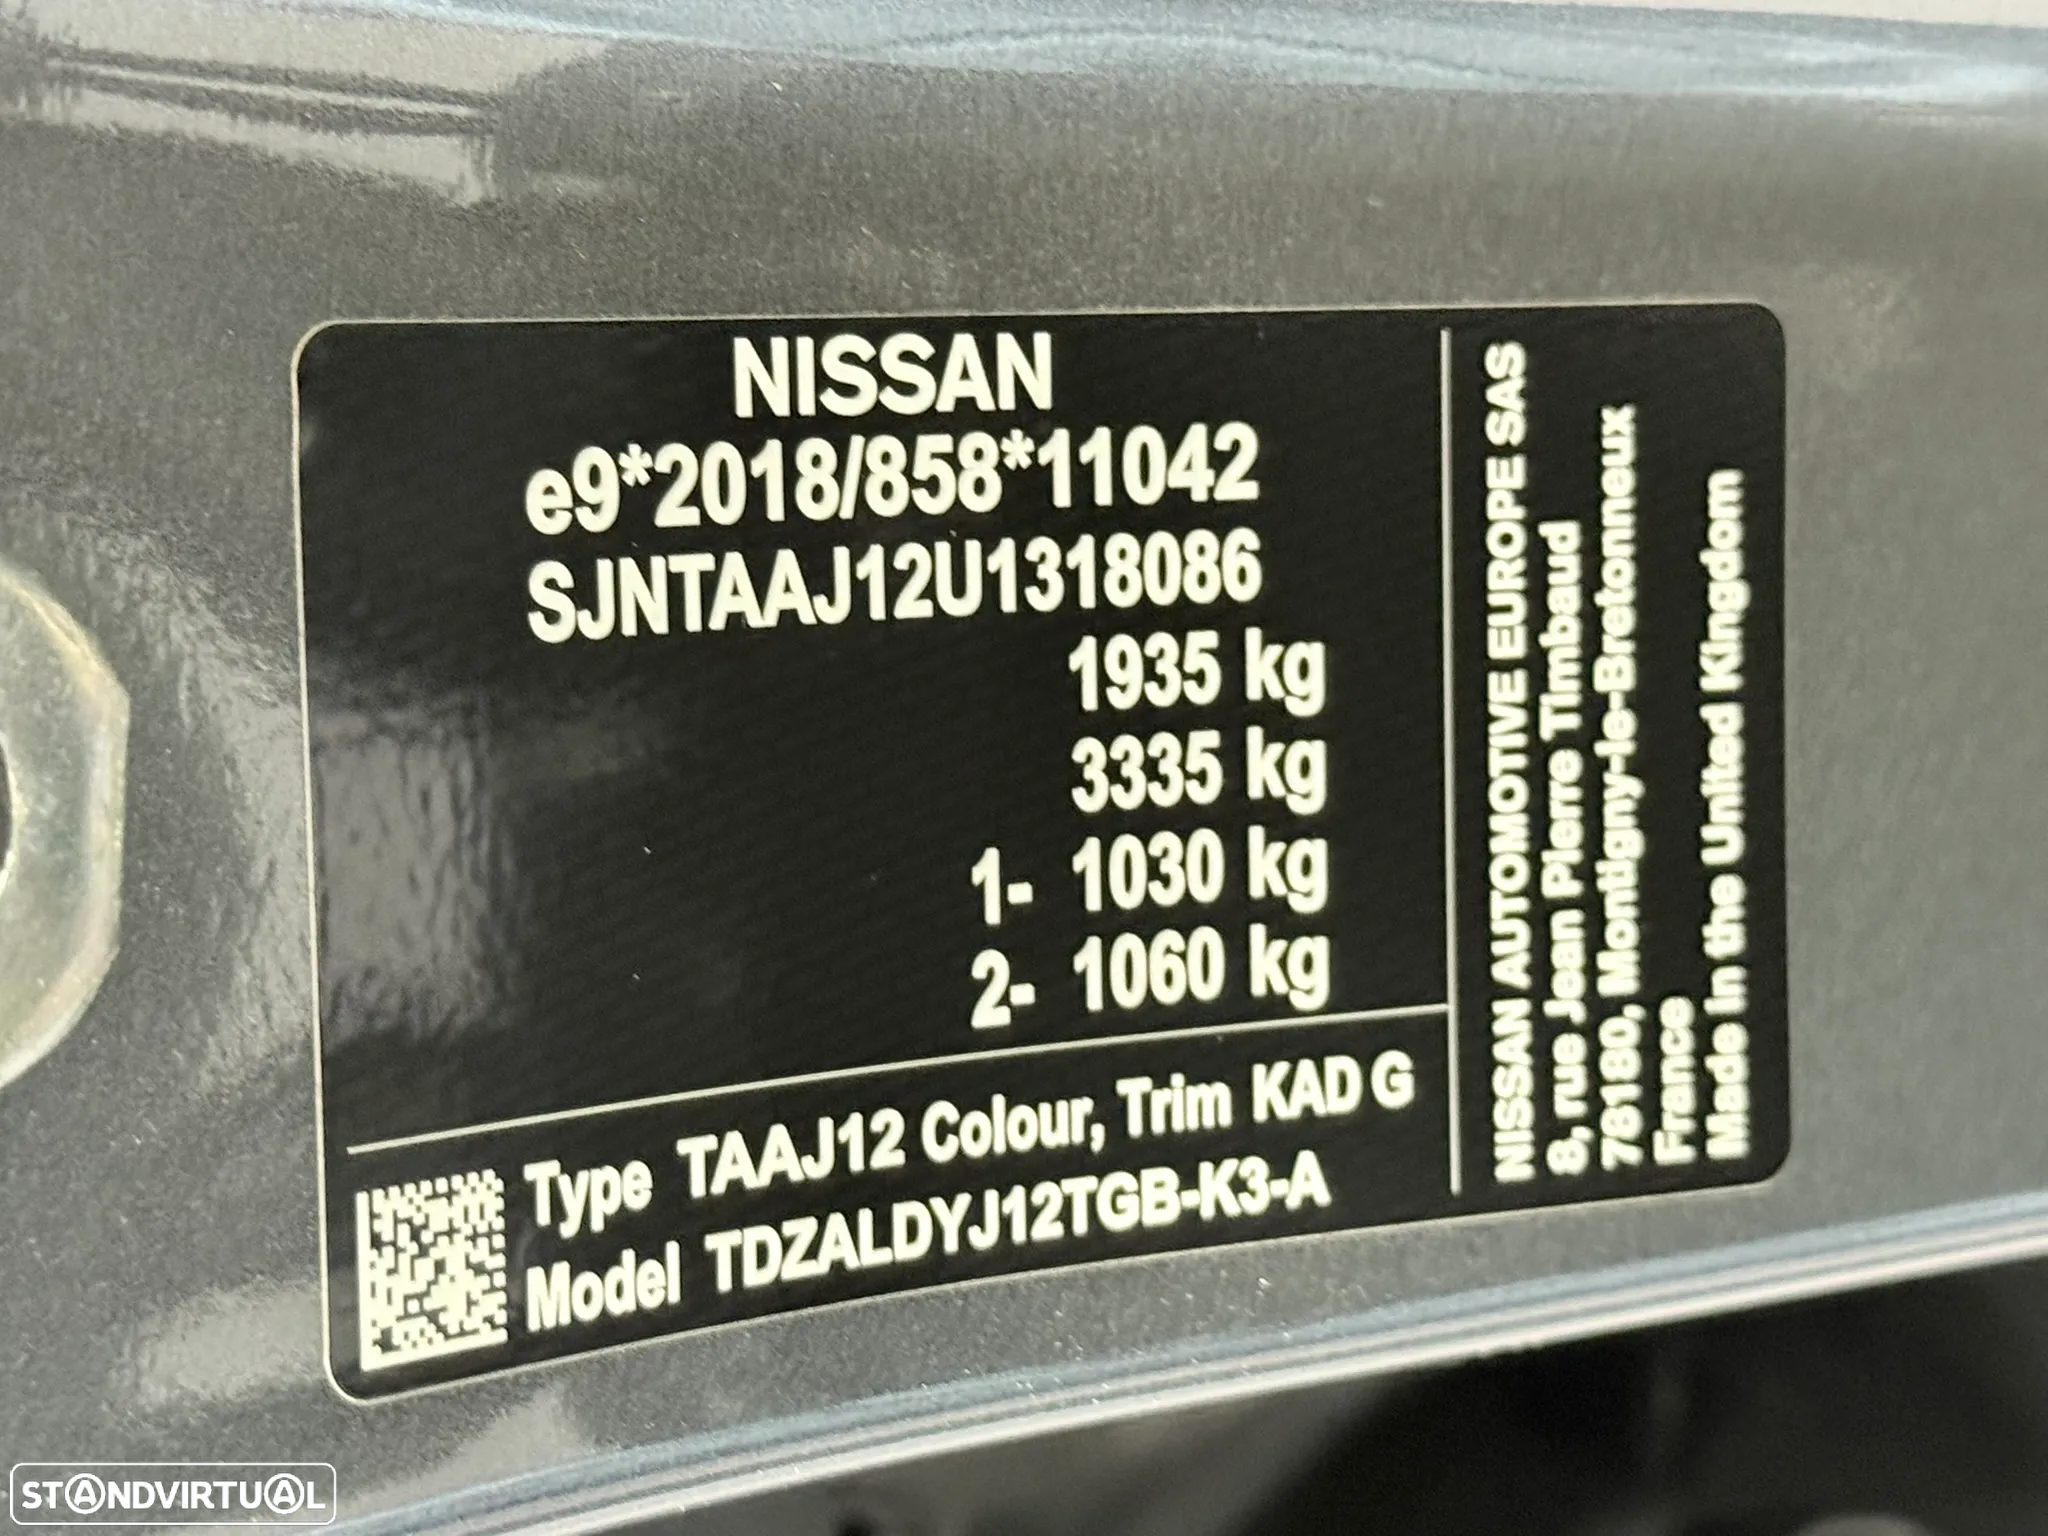 NISSAN
e9*2018/858*11042
SJNTAAJ12U1318086
1935 kg
3335 kg
1- 1030 kg
2- 1060 kg
Type TAAJ12 Colour, Trim KAD G
Model TDZALDYJ12TGB-K3-A
NISSAN AUTOMOTIVE EUROPE SAS
8, rue Jean Pierre Timbaud
78180, Montigny-le-Bretonneux
France
Made in the United Kingdom
STANDVIRTUAL